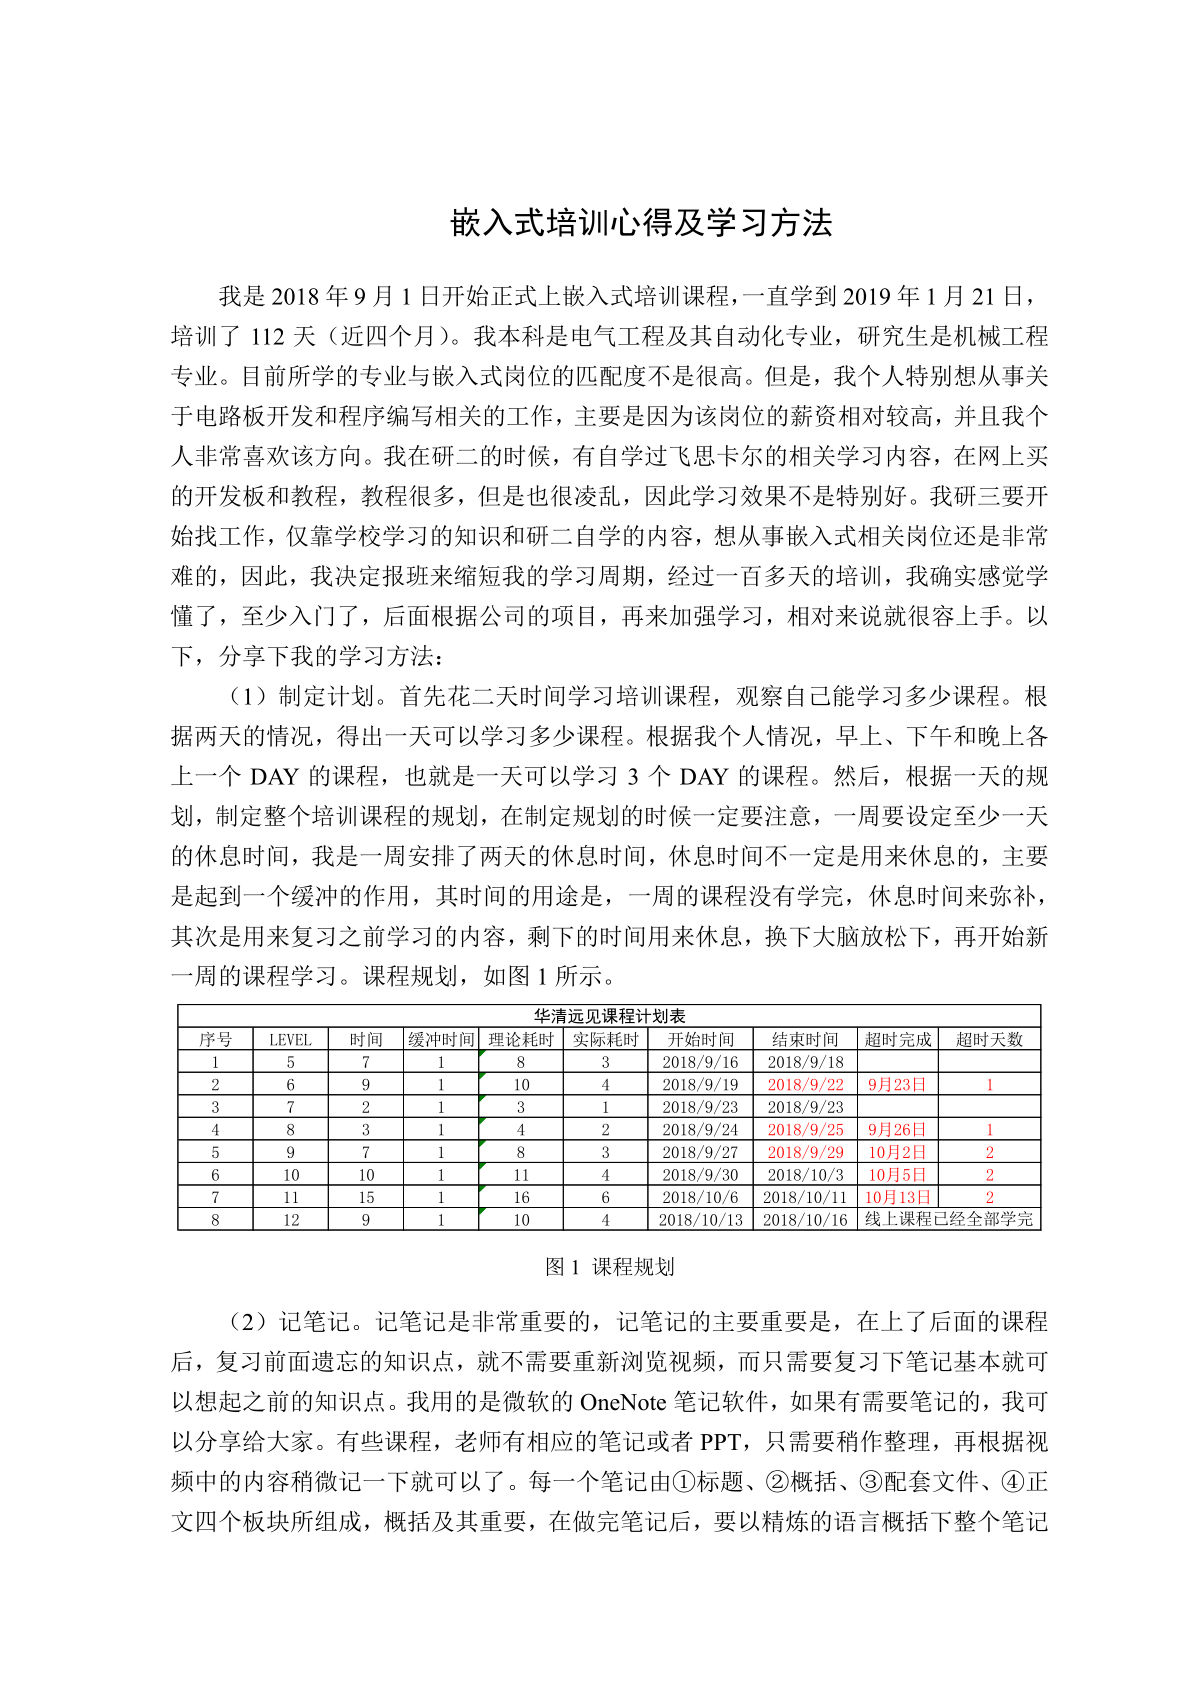 嵌入式培训心得及学习方法
我是 2018 年 9 月 1 日开始正式上嵌入式培训课程，一直学到 2019 年 1 月 21 日，
培训了 112 天（近四个月）。我本科是电气工程及其自动化专业，研究生是机械工程
专业。目前所学的专业与嵌入式岗位的匹配度不是很高。但是，我个人特别想从事关
于电路板开发和程序编写相关的工作，主要是因为该岗位的薪资相对较高，并且我个
人非常喜欢该方向。我在研二的时候，有自学过飞思卡尔的相关学习内容，在网上买
的开发板和教程，教程很多，但是也很凌乱，因此学习效果不是特别好。我研三要开
始找工作，仅靠学校学习的知识和研二自学的内容，想从事嵌入式相关岗位还是非常
难的，因此，我决定报班来缩短我的学习周期，经过一百多天的培训，我确实感觉学
懂了，至少入门了，后面根据公司的项目，再来加强学习，相对来说就很容上手。以
下，分享下我的学习方法：
（1）制定计划。首先花二天时间学习培训课程，观察自己能学习多少课程。根
据两天的情况，得出一天可以学习多少课程。根据我个人情况，早上、下午和晚上各
上一个 DAY 的课程，也就是一天可以学习 3 个 DAY 的课程。然后，根据一天的规
划，制定整个培训课程的规划，在制定规划的时候一定要注意，一周要设定至少一天
的休息时间，我是一周安排了两天的休息时间，休息时间不一定是用来休息的，主要
是起到一个缓冲的作用，其时间的用途是，一周的课程没有学完，休息时间来弥补，
其次是用来复习之前学习的内容，剩下的时间用来休息，换下大脑放松下，再开始新
一周的课程学习。课程规划，如图 1 所示。
华清远见课程计划表
序号 LEVEL 时间 缓冲时间 理论耗时 实际耗时 开始时间 结束时间 超时完成 超时天数
1 5 7 1 8 3 2018/9/16 2018/9/18
2 6 9 1 10 4 2018/9/19 2018/9/22 9月23日 1
3 7 2 1 3 1 2018/9/23 2018/9/23
4 8 3 1 4 2 2018/9/24 2018/9/25 9月26日 1
5 9 7 1 8 3 2018/9/27 2018/9/29 10月2日 2
6 10 10 1 11 4 2018/9/30 2018/10/3 10月5日 2
7 11 15 1 16 6 2018/10/6 2018/10/11 10月13日 2
8 12 9 1 10 4 2018/10/13 2018/10/16 线上课程已经全部学完
图 1 课程规划
（2）记笔记。记笔记是非常重要的，记笔记的主要重要是，在上了后面的课程
后，复习前面遗忘的知识点，就不需要重新浏览视频，而只需要复习下笔记基本就可
以想起之前的知识点。我用的是微软的 OneNote 笔记软件，如果有需要笔记的，我可
以分享给大家。有些课程，老师有相应的笔记或者 PPT，只需要稍作整理，再根据视
频中的内容稍微记一下就可以了。每一个笔记由①标题、②概括、③配套文件、④正
文四个板块所组成，概括及其重要，在做完笔记后，要以精炼的语言概括下整个笔记